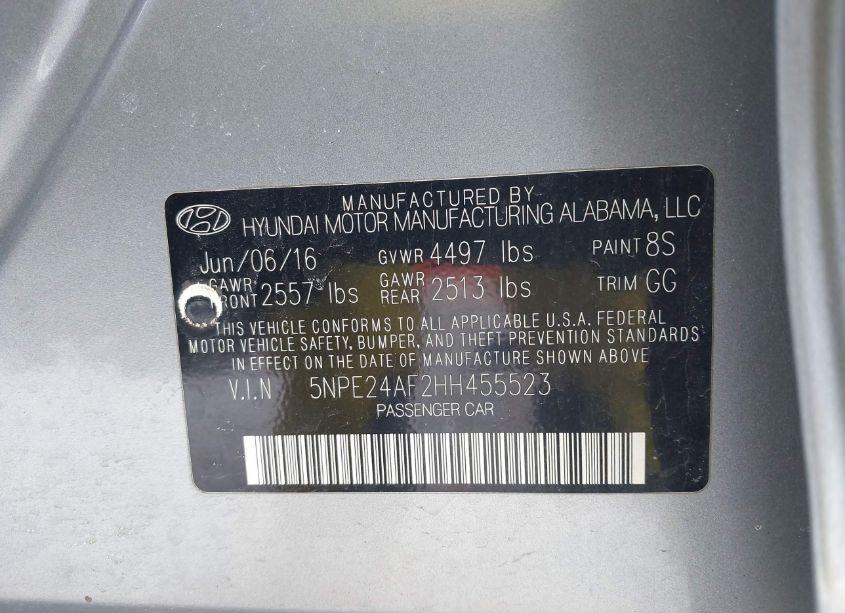 MANUFACTURED BY
HYUNDAI MOTOR MANUFACTURING ALABAMA, LLC
Jun/06/16 GVWR 4497 lbs PAINT 8S
GAWR FRONT 2557 lbs GAWR REAR 2513 lbs TRIM GG
THIS VEHICLE CONFORMS TO ALL APPLICABLE U.S.A. FEDERAL
MOTOR VEHICLE SAFETY, BUMPER, AND THEFT PREVENTION STANDARDS
IN EFFECT ON THE DATE OF MANUFACTURE SHOWN ABOVE
V.I.N 5NPE24AF2HH455523
PASSENGER CAR